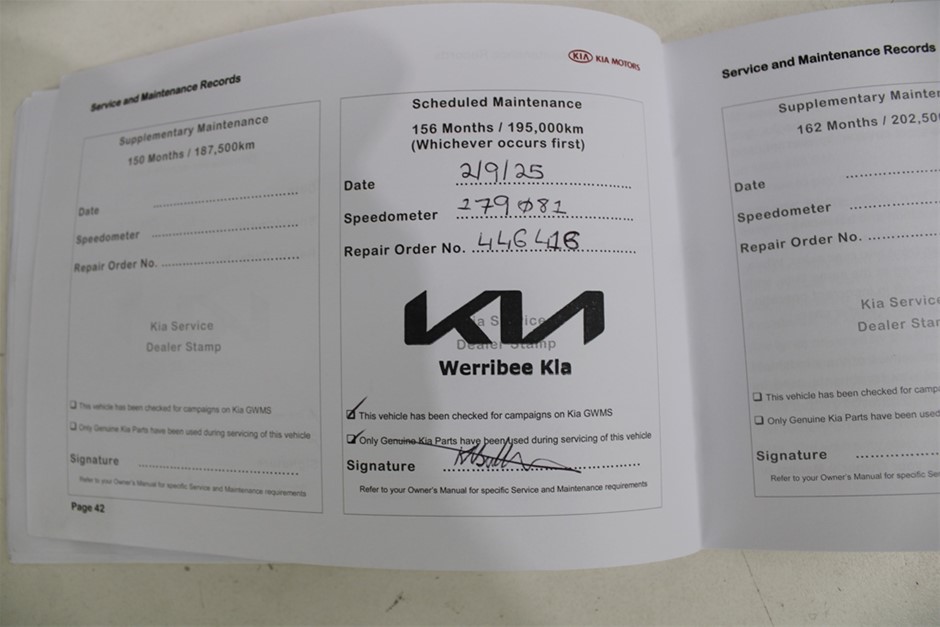 Service and Maintenance Records
Supplementary Maintenance
150 Months / 187,500km
Date
Speedometer
Repair Order No.
Kia Service
Dealer Stamp
❑ This vehicle has been checked for campaigns on Kia GWMS
❑ Only Genuine Kia Parts have been used during servicing of this vehicle
Signature
Refer to your Owner's Manual for specific Service and Maintenance requirements
Page 42
KIA KIA MOTORS
Scheduled Maintenance
156 Months / 195,000km
(Whichever occurs first)
Date 2/9/25
Speedometer 179081
Repair Order No. 446416
KIA
Dealer Stamp
Werribee KIa
This vehicle has been checked for campaigns on Kia GWMS
Only Genuine Kia Parts have been used during servicing of this vehicle
Signature
Refer to your Owner's Manual for specific Service and Maintenance requirements
Service and Maintenance Records
Supplementary Mainte
162 Months / 202,50
Date
Speedometer
Repair Order No.
Kia Service
Dealer Star
❑ This vehicle has been checked for camp
❑ Only Genuine Kia Parts have been used
Signature
Refer to your Owner's Manual for specific Se